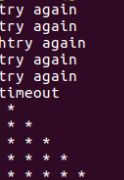 try again
try again
htry again
try again
try again
timeout
*
* *
* * *
* * * *
* * * * *